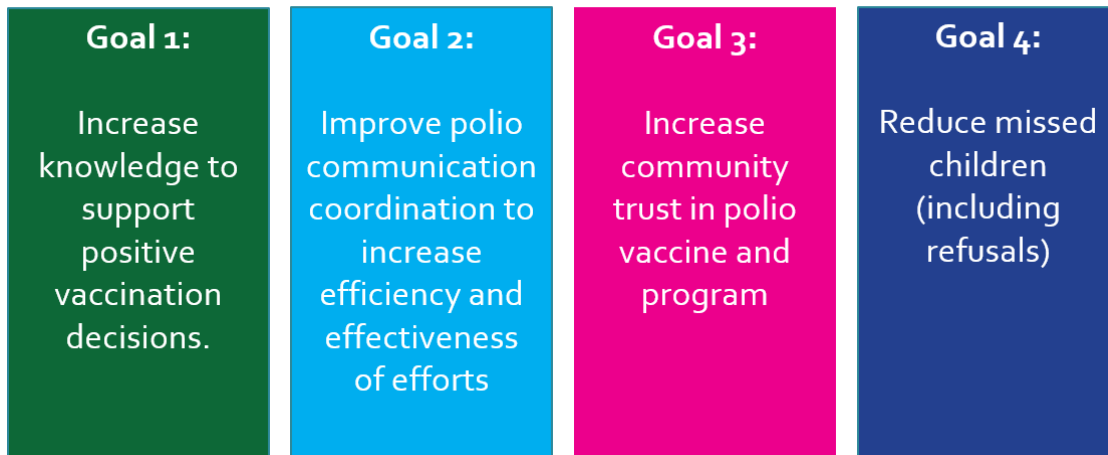 Goal 1:
Increase
knowledge to
support
positive
vaccination
decisions.
Goal 2:
Improve polio
communication
coordination to
increase
efficiency and
effectiveness
of efforts
Goal 3:
Increase
community
trust in polio
vaccine and
program
Goal 4:
Reduce missed
children
(including
refusals)